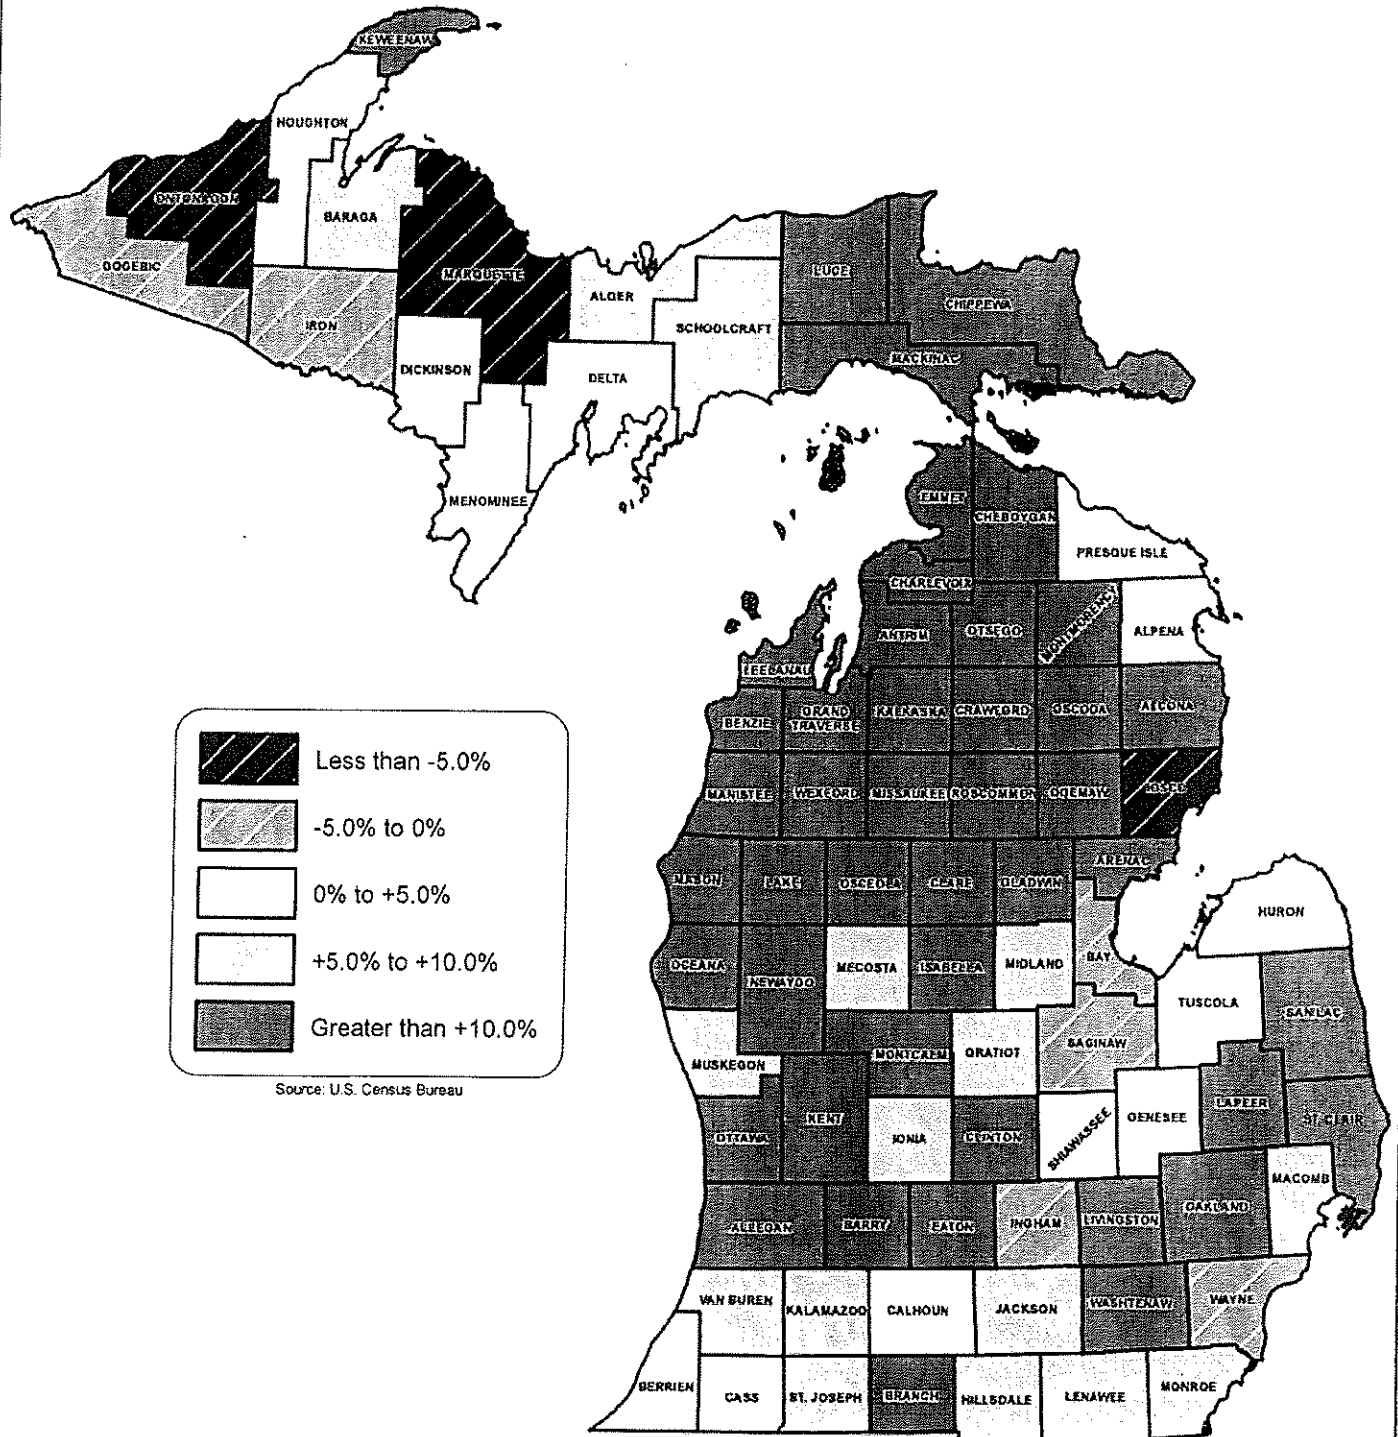 KEWEENAW
HOUGHTON
ONTONAGON
BARAGA
GOGEBIC
MARQUETTE
IRON
ALGER
LUCE
CHIPPEWA
SCHOOLCRAFT
DICKINSON
DELTA
MACKINAC
MENOMINEE
EMMET
CHEBOYGAN
PRESQUE ISLE
CHARLEVOIX
ANTRIM
OTSEGO
MONTMORENCY
ALPENA
LEELANAU
BENZIE
GRAND
TRAVERSE
KALKASKA
CRAWFORD
OSCODA
ALCONA
MANISTEE
WEXFORD
MISSAUKEE
ROSCOMMON
OGEMAW
IOSCO
Less than -5.0%
-5.0% to 0%
0% to +5.0%
+5.0% to +10.0%
Greater than +10.0%
Source: U.S. Census Bureau
ARENAC
MASON
LAKE
OSCEOLA
CLARE
GLADWIN
HURON
OCEANA
NEWAYGO
MECOSTA
ISABELLA
MIDLAND
BAY
TUSCOLA
SANILAC
MUSKEGON
MONTCALM
GRATIOT
SAGINAW
OTTAWA
KENT
IONIA
CLINTON
SHIAWASSEE
GENESEE
LAPEER
ST. CLAIR
ALLEGAN
BARRY
EATON
INGHAM
LIVINGSTON
OAKLAND
MACOMB
VAN BUREN
KALAMAZOO
CALHOUN
JACKSON
WASHTENAW
WAYNE
BERRIEN
CASS
ST. JOSEPH
BRANCH
HILLSDALE
LENAWEE
MONROE